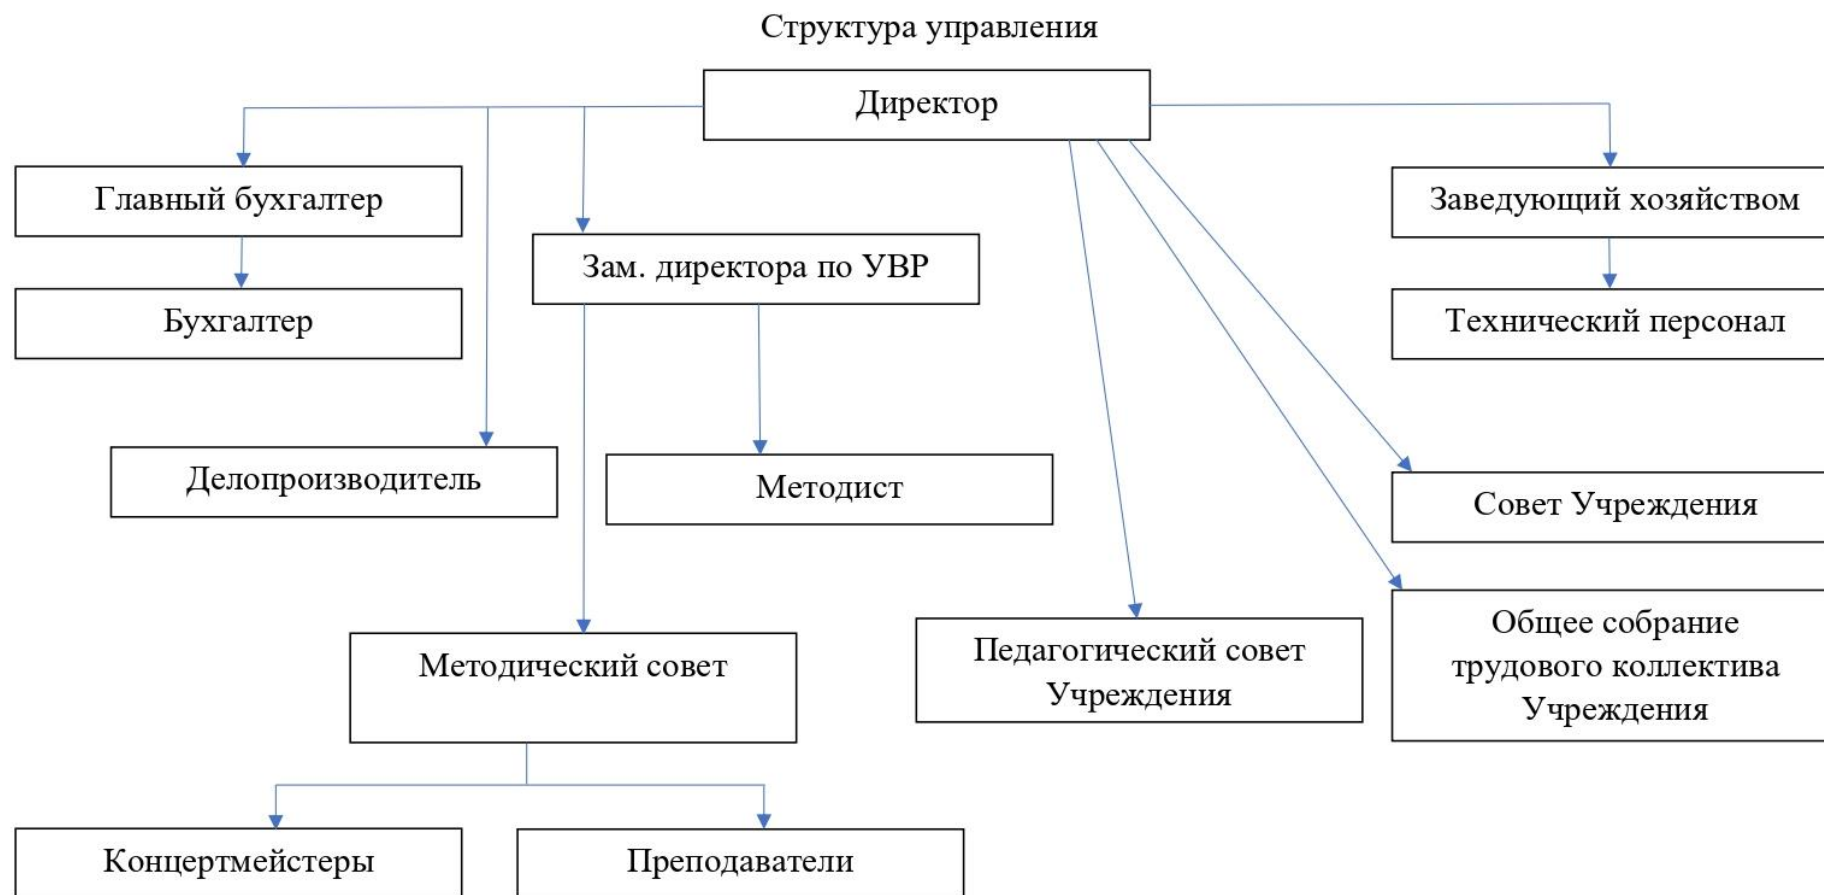 Структура управления
Директор
Главный бухгалтер
Заведующий хозяйством
Зам. директора по УВР
Бухгалтер
Технический персонал
Делопроизводитель
Методист
Совет Учреждения
Методический совет
Педагогический совет
Учреждения
Общее собрание
трудового коллектива
Учреждения
Концертмейстеры
Преподаватели